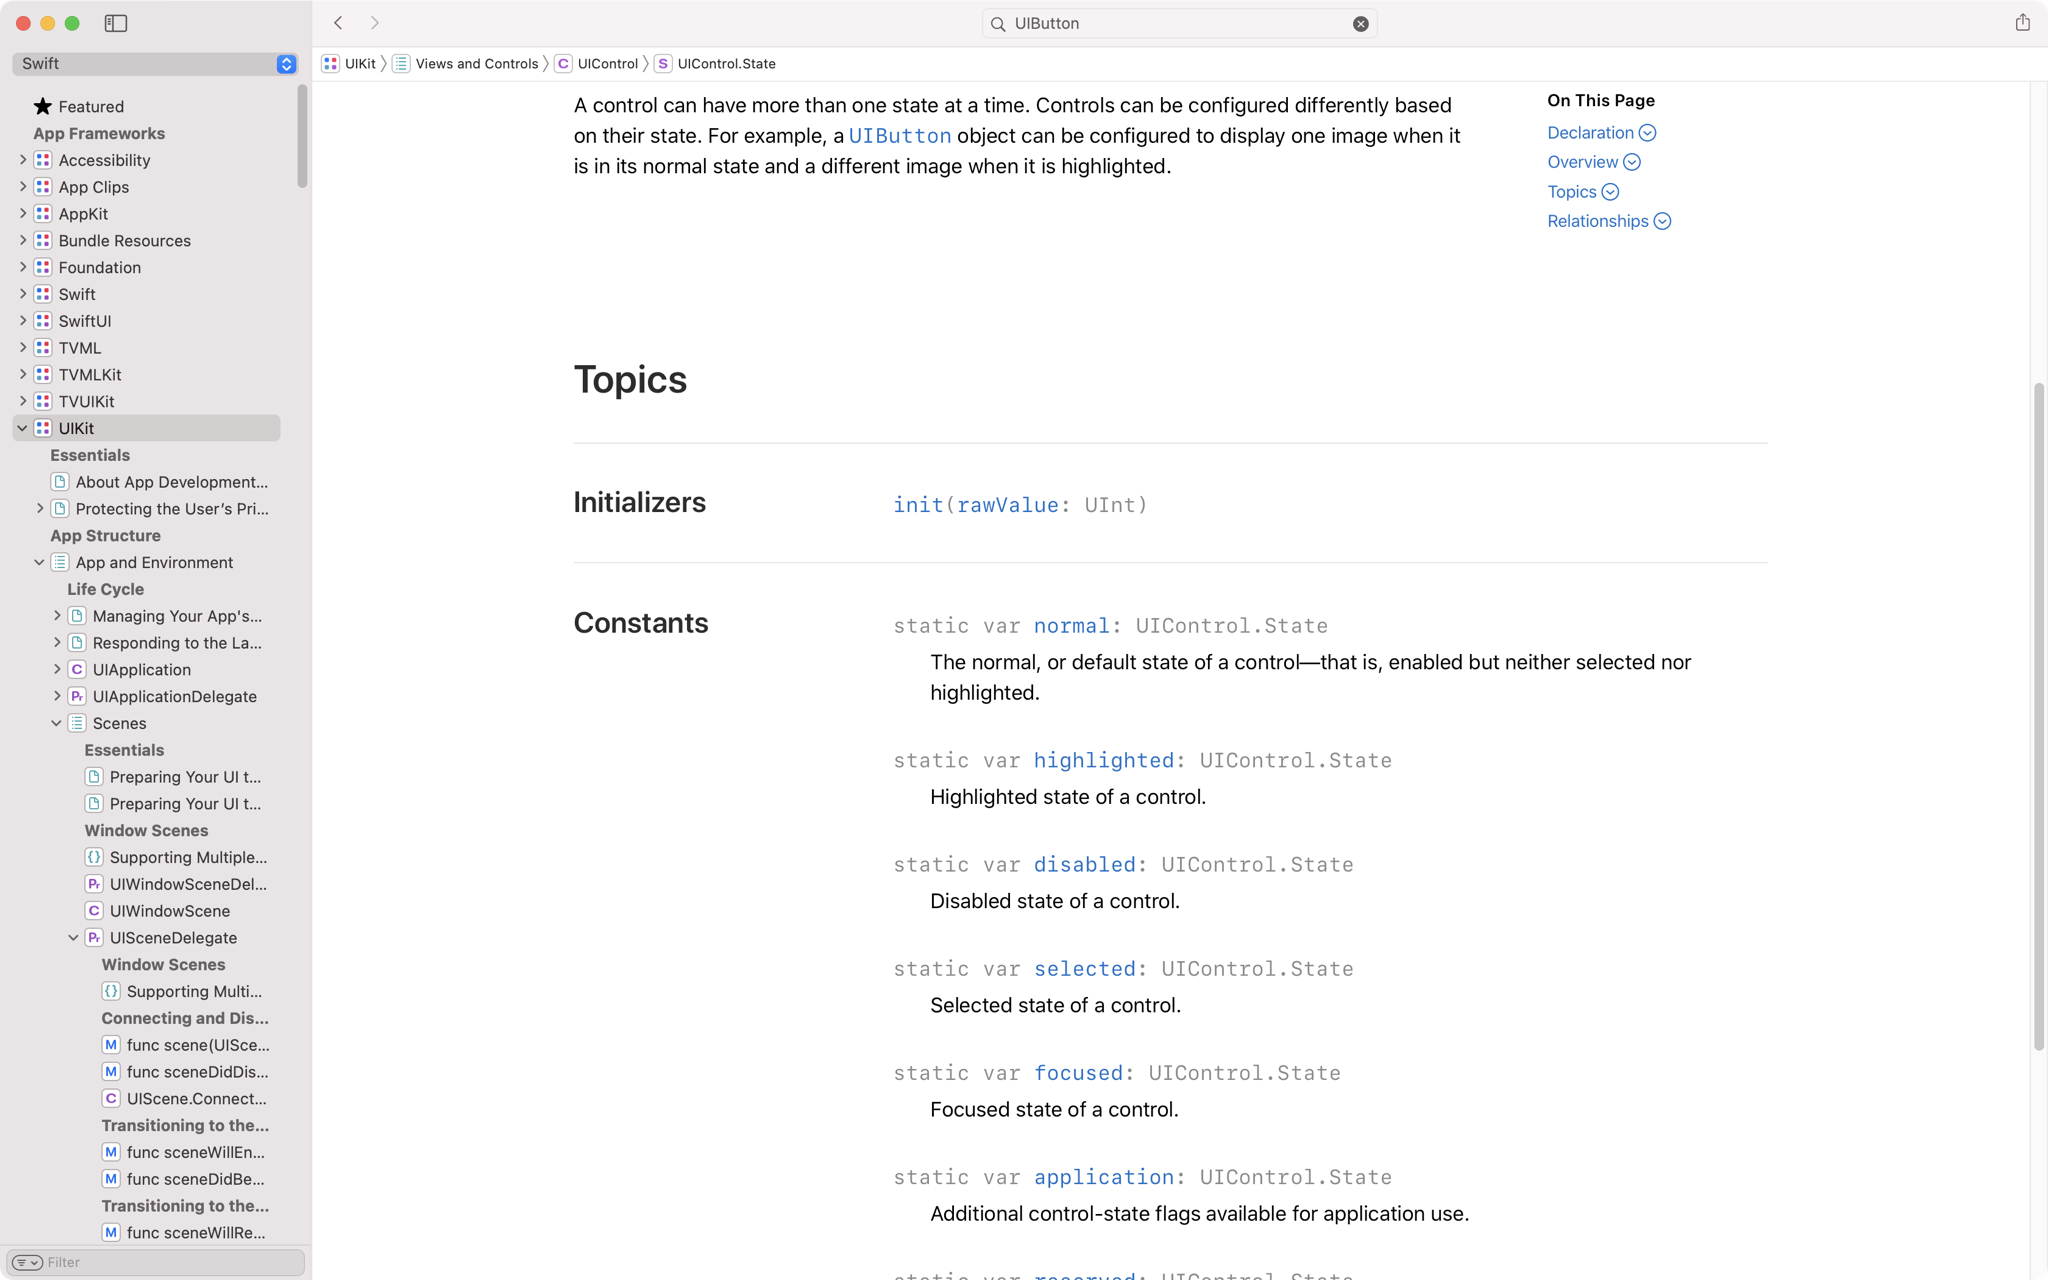 UIButton
Swift
UIKit
Views and Controls
C
UIControl
S
UIControl.State
Featured
App Frameworks
Accessibility
App Clips
AppKit
Bundle Resources
Foundation
Swift
SwiftUI
TVML
TVMLKit
TVUIKit
UIKit
Essentials
About App Development...
Protecting the User’s Pri...
App Structure
App and Environment
Life Cycle
Managing Your App's...
Responding to the La...
C UIApplication
Pr UIApplicationDelegate
Scenes
Essentials
Preparing Your UI t...
Preparing Your UI t...
Window Scenes
{} Supporting Multiple...
Pr UIWindowSceneDel...
C UIWindowScene
Pr UISceneDelegate
Window Scenes
{} Supporting Multi...
Connecting and Dis...
M func scene(UISce...
M func sceneDidDis...
C UIScene.Connect...
Transitioning to the...
M func sceneWillEn...
M func sceneDidBe...
Transitioning to the...
M func sceneWillRe...
Filter
A control can have more than one state at a time. Controls can be configured differently based
on their state. For example, a UIButton object can be configured to display one image when it
is in its normal state and a different image when it is highlighted.
On This Page
Declaration
Overview
Topics
Relationships
Topics
Initializers
init(rawValue: UInt)
Constants
static var normal: UIControl.State
The normal, or default state of a control—that is, enabled but neither selected nor
highlighted.
static var highlighted: UIControl.State
Highlighted state of a control.
static var disabled: UIControl.State
Disabled state of a control.
static var selected: UIControl.State
Selected state of a control.
static var focused: UIControl.State
Focused state of a control.
static var application: UIControl.State
Additional control-state flags available for application use.
static var reserved: UIControl.State